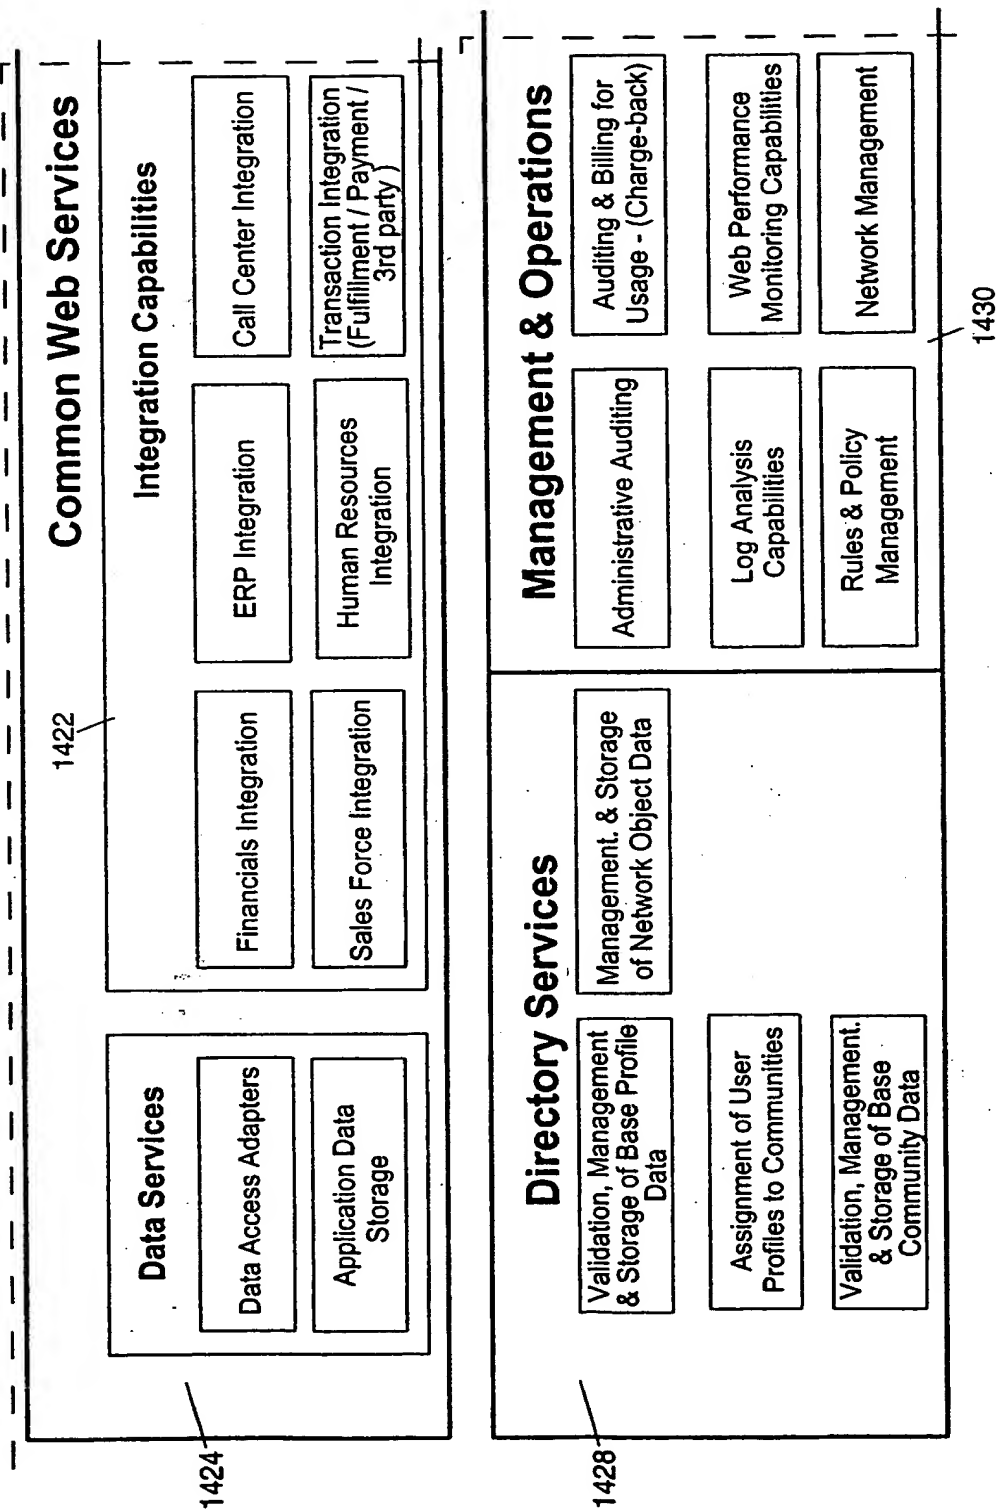 Common Web Services
1422
Integration Capabilities
Data Services
Data Access Adapters
Application Data
Storage
Financials Integration
ERP Integration
Call Center Integration
Sales Force Integration
Human Resources
Integration
Transaction Integration
(Fulfillment / Payment /
3rd party )
1424
Directory Services
Validation, Management
& Storage of Base Profile
Data
Management. & Storage
of Network Object Data
Assignment of User
Profiles to Communities
Validation, Management.
& Storage of Base
Community Data
1428
Management & Operations
Administrative Auditing
Auditing & Billing for
Usage - (Charge-back)
Log Analysis
Capabilities
Web Performance
Monitoring Capabilities
Rules & Policy
Management
Network Management
1430